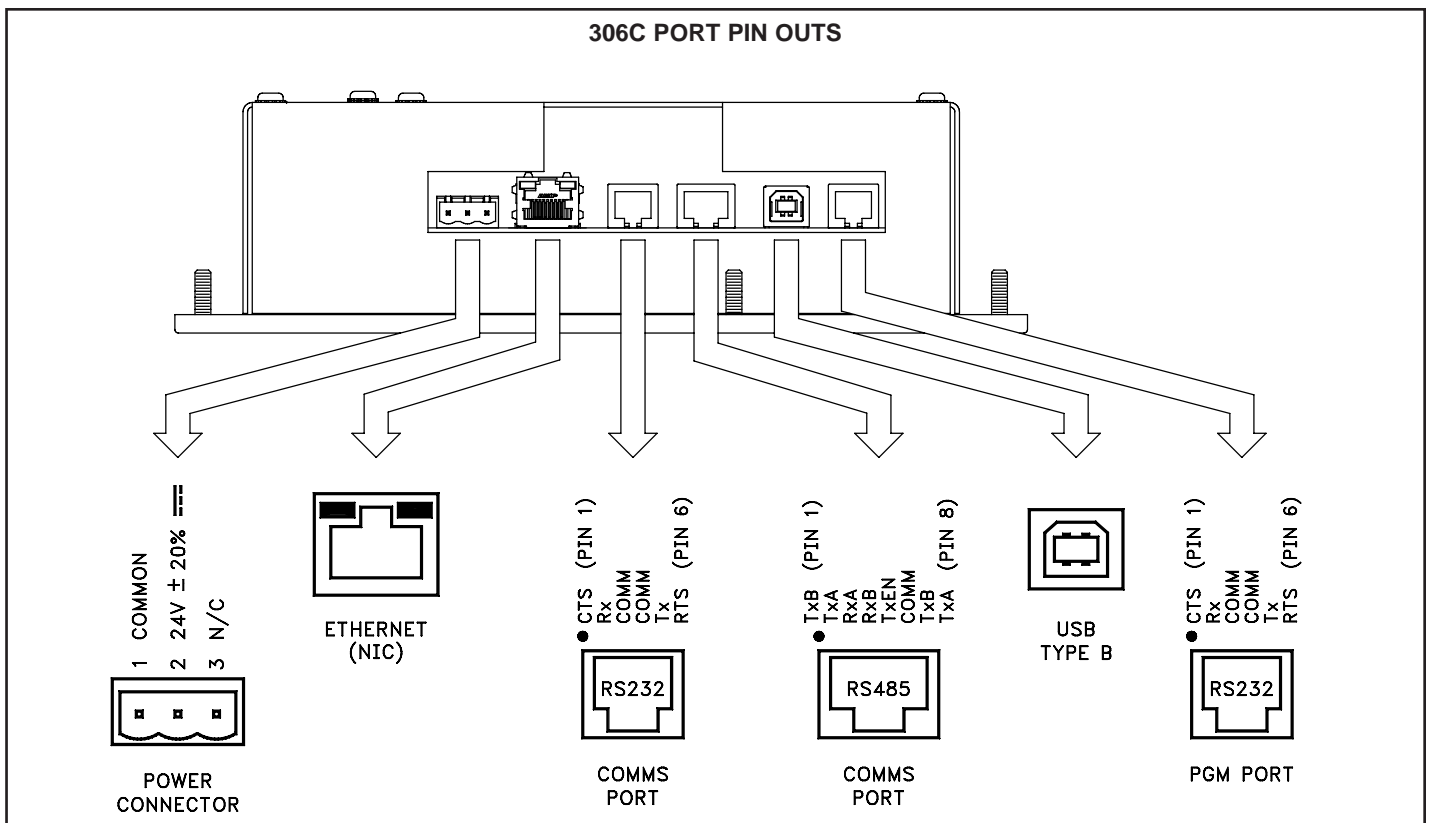 306C PORT PIN OUTS
1 COMMON
2 24V ± 20%
3 N/C
POWER
CONNECTOR
ETHERNET
(NIC)
CTS (PIN 1)
Rx
COMM
COMM
Tx
RTS (PIN 6)
RS232
COMMS
PORT
TxB (PIN 1)
TxA
RxA
RxB
TxEN
COMM
TxB
TxA (PIN 8)
RS485
COMMS
PORT
USB
TYPE B
CTS (PIN 1)
Rx
COMM
COMM
Tx
RTS (PIN 6)
RS232
PGM PORT